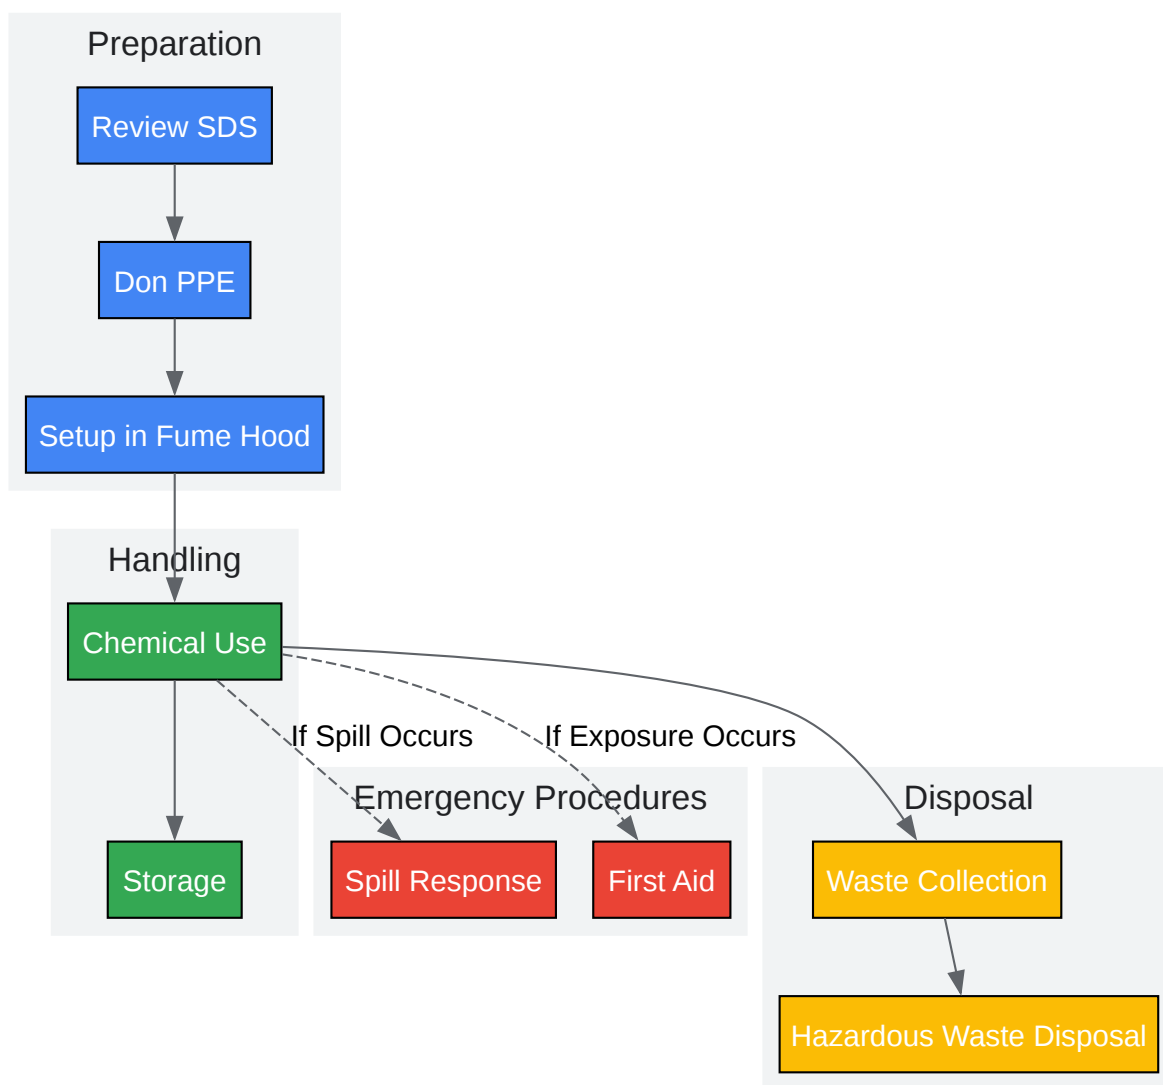 Preparation
Review SDS
Don PPE
Setup in Fume Hood
Handling
Chemical Use
If Spill Occurs
If Exposure Occurs
Emergency Procedures
Disposal
Storage
Spill Response
First Aid
Waste Collection
Hazardous Waste Disposal